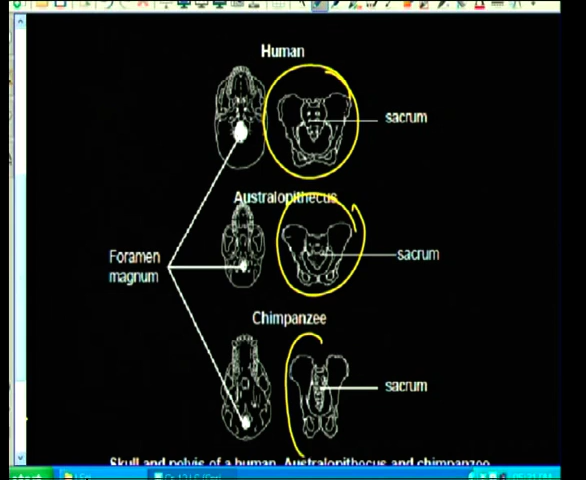 Human
sacrum
Australopithecus
Foramen
magnum
sacrum
Chimpanzee
sacrum
Skull and pelvis of a human, Australopithecus and chimpanzee